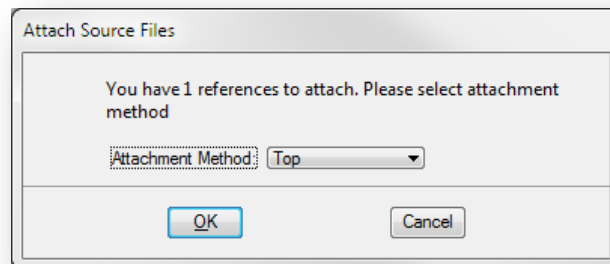 Attach Source Files
You have 1 references to attach. Please select attachment
method
Attachment Method: Top
OK Cancel